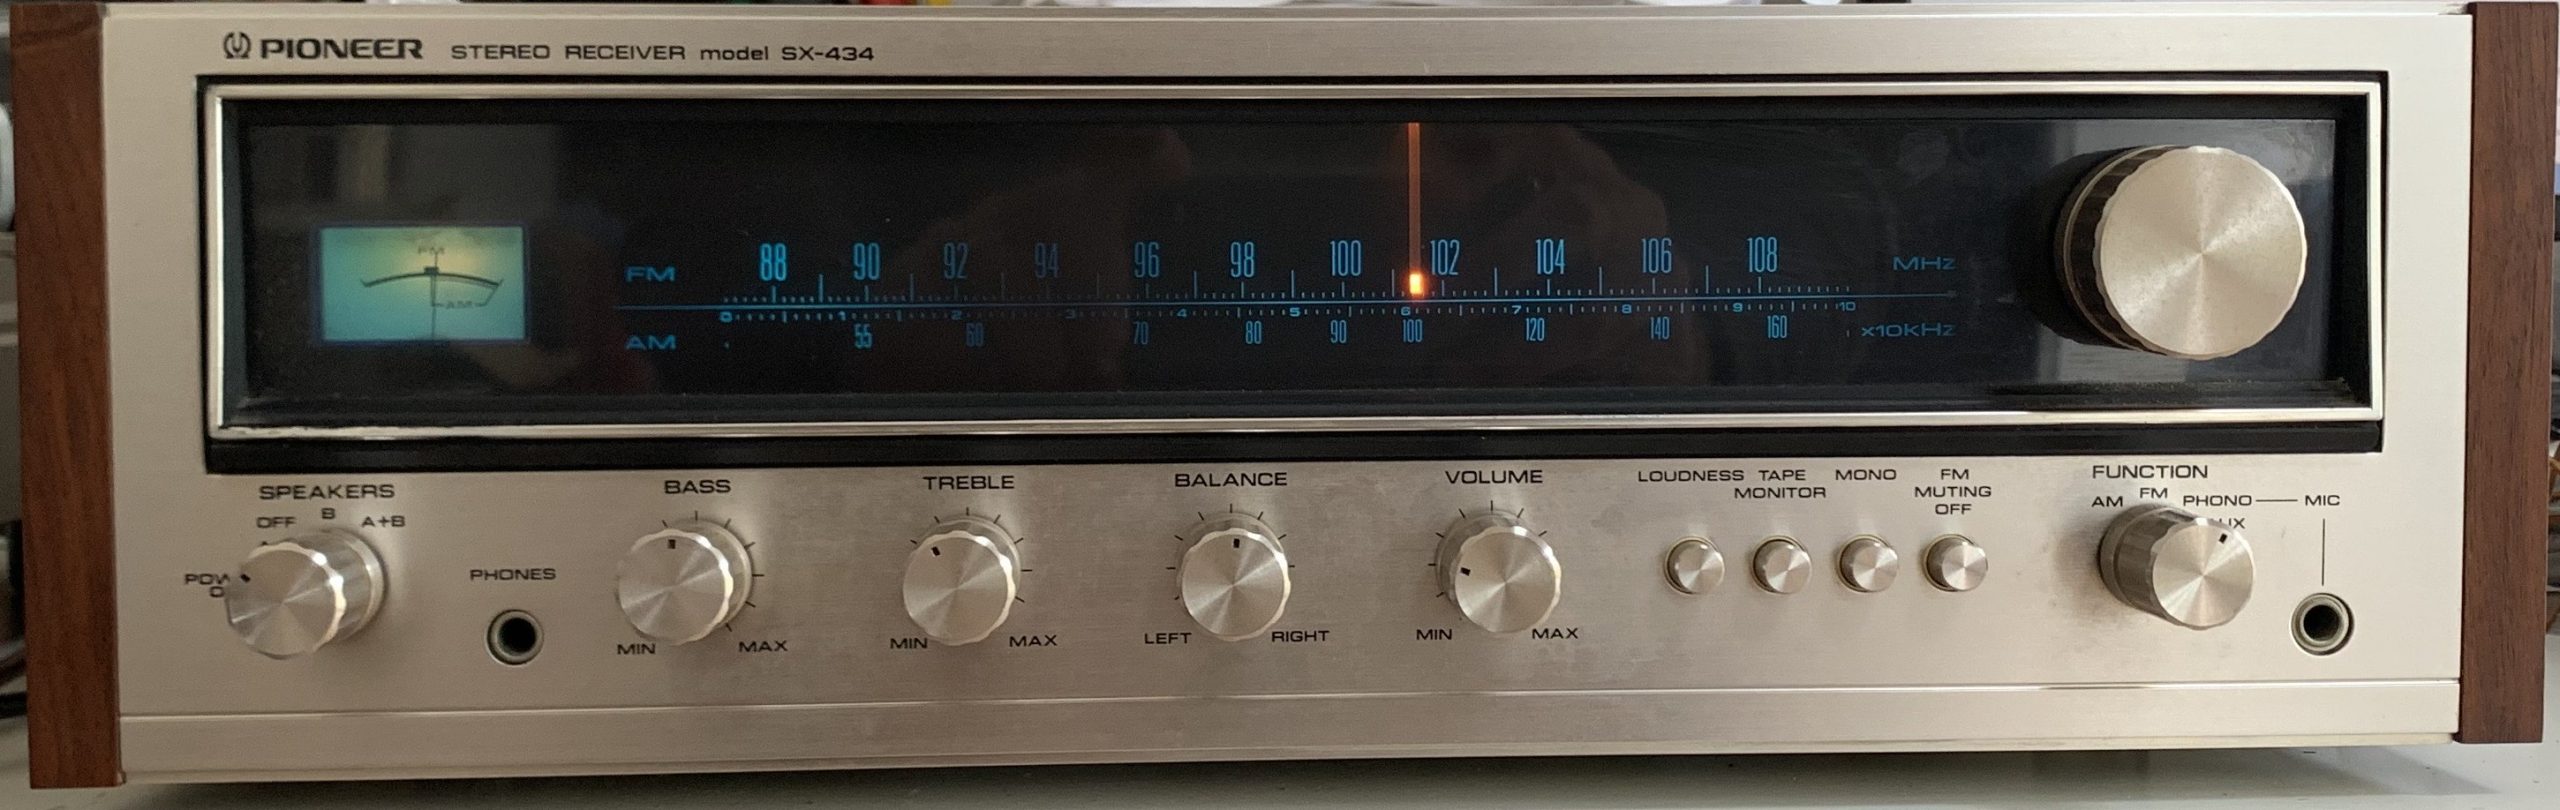 PIONEER STEREO RECEIVER model SX-434
FM
AM
FM 88 90 92 94 96 98 100 102 104 106 108 MHz
0 1 2 3 4 5 6 7 8 9 10
AM 55 60 70 80 90 100 120 140 160 x10kHz
SPEAKERS
OFF B A+B
PHONES
BASS
MIN MAX
TREBLE
MIN MAX
BALANCE
LEFT RIGHT
VOLUME
MIN MAX
LOUDNESS
TAPE
MONITOR
MONO
FM
MUTING
OFF
FUNCTION
AM FM PHONO MIC